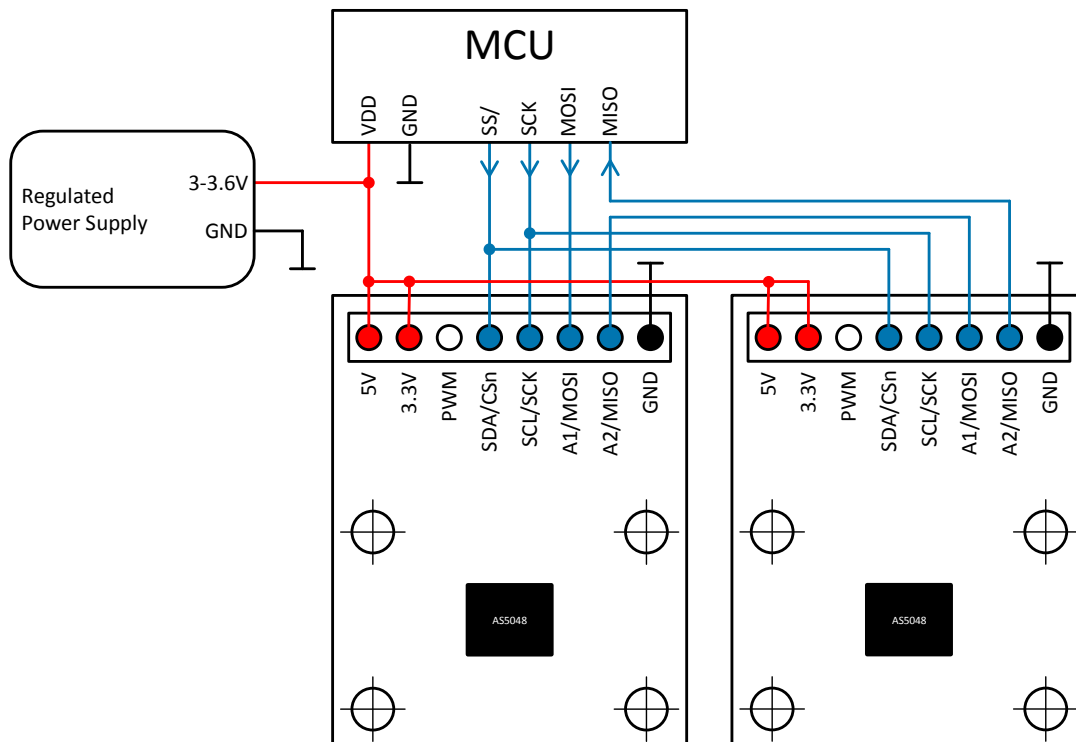 MCU
VDD
GND
SS/
SCK
MOSI
MISO
Regulated
Power Supply
3-3.6V
GND
5V
3.3V
PWM
SDA/CSn
SCL/SCK
A1/MOSI
A2/MISO
GND
5V
3.3V
PWM
SDA/CSn
SCL/SCK
A1/MOSI
A2/MISO
GND
AS5048
AS5048